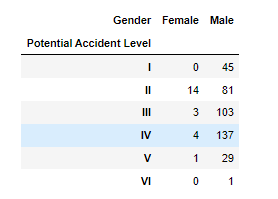 Gender Female Male
Potential Accident Level
I 0 45
II 14 81
III 3 103
IV 4 137
V 1 29
VI 0 1